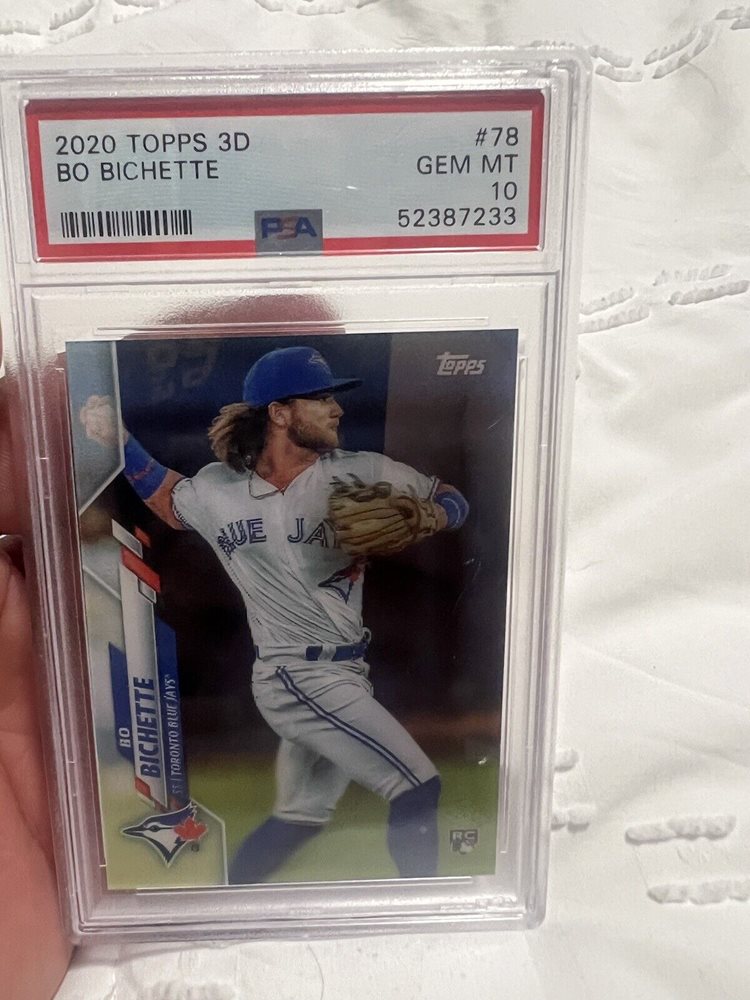 2020 TOPPS 3D #78
BO BICHETTE GEM MT
10
52387233
PSA
Topps
BLUE JAY
BO
BICHETTE
SS | TORONTO BLUE JAYS
RC